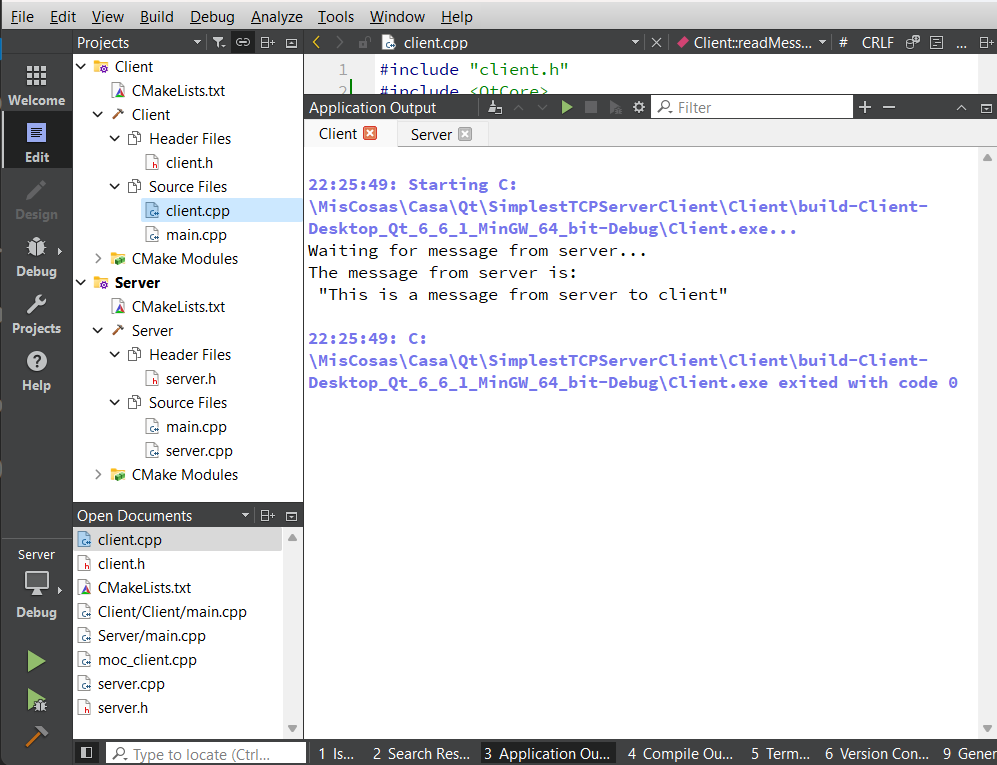 File Edit View Build Debug Analyze Tools Window Help
Projects
client.cpp
Client::readMess...
# CRLF ...
Welcome
Edit
Design
Debug
Projects
Help
Server
Debug
Client
CMakeLists.txt
Client
Header Files
client.h
Source Files
client.cpp
main.cpp
CMake Modules
Server
CMakeLists.txt
Server
Header Files
server.h
Source Files
main.cpp
server.cpp
CMake Modules
Open Documents
client.cpp
client.h
CMakeLists.txt
Client/Client/main.cpp
Server/main.cpp
moc_client.cpp
server.cpp
server.h
1 #include "client.h"
2 #include <QtCore>
Application Output
Filter
Client Server
22:25:49: Starting C:
\MisCosas\Casa\Qt\SimplestTCPServerClient\Client\build-Client-
Desktop_Qt_6_6_1_MinGW_64_bit-Debug\Client.exe...
Waiting for message from server...
The message from server is:
"This is a message from server to client"
22:25:49: C:
\MisCosas\Casa\Qt\SimplestTCPServerClient\Client\build-Client-
Desktop_Qt_6_6_1_MinGW_64_bit-Debug\Client.exe exited with code 0
Type to locate (Ctrl...
1 Is... 2 Search Res... 3 Application Ou... 4 Compile Ou... 5 Term... 6 Version Con... 9 Gener